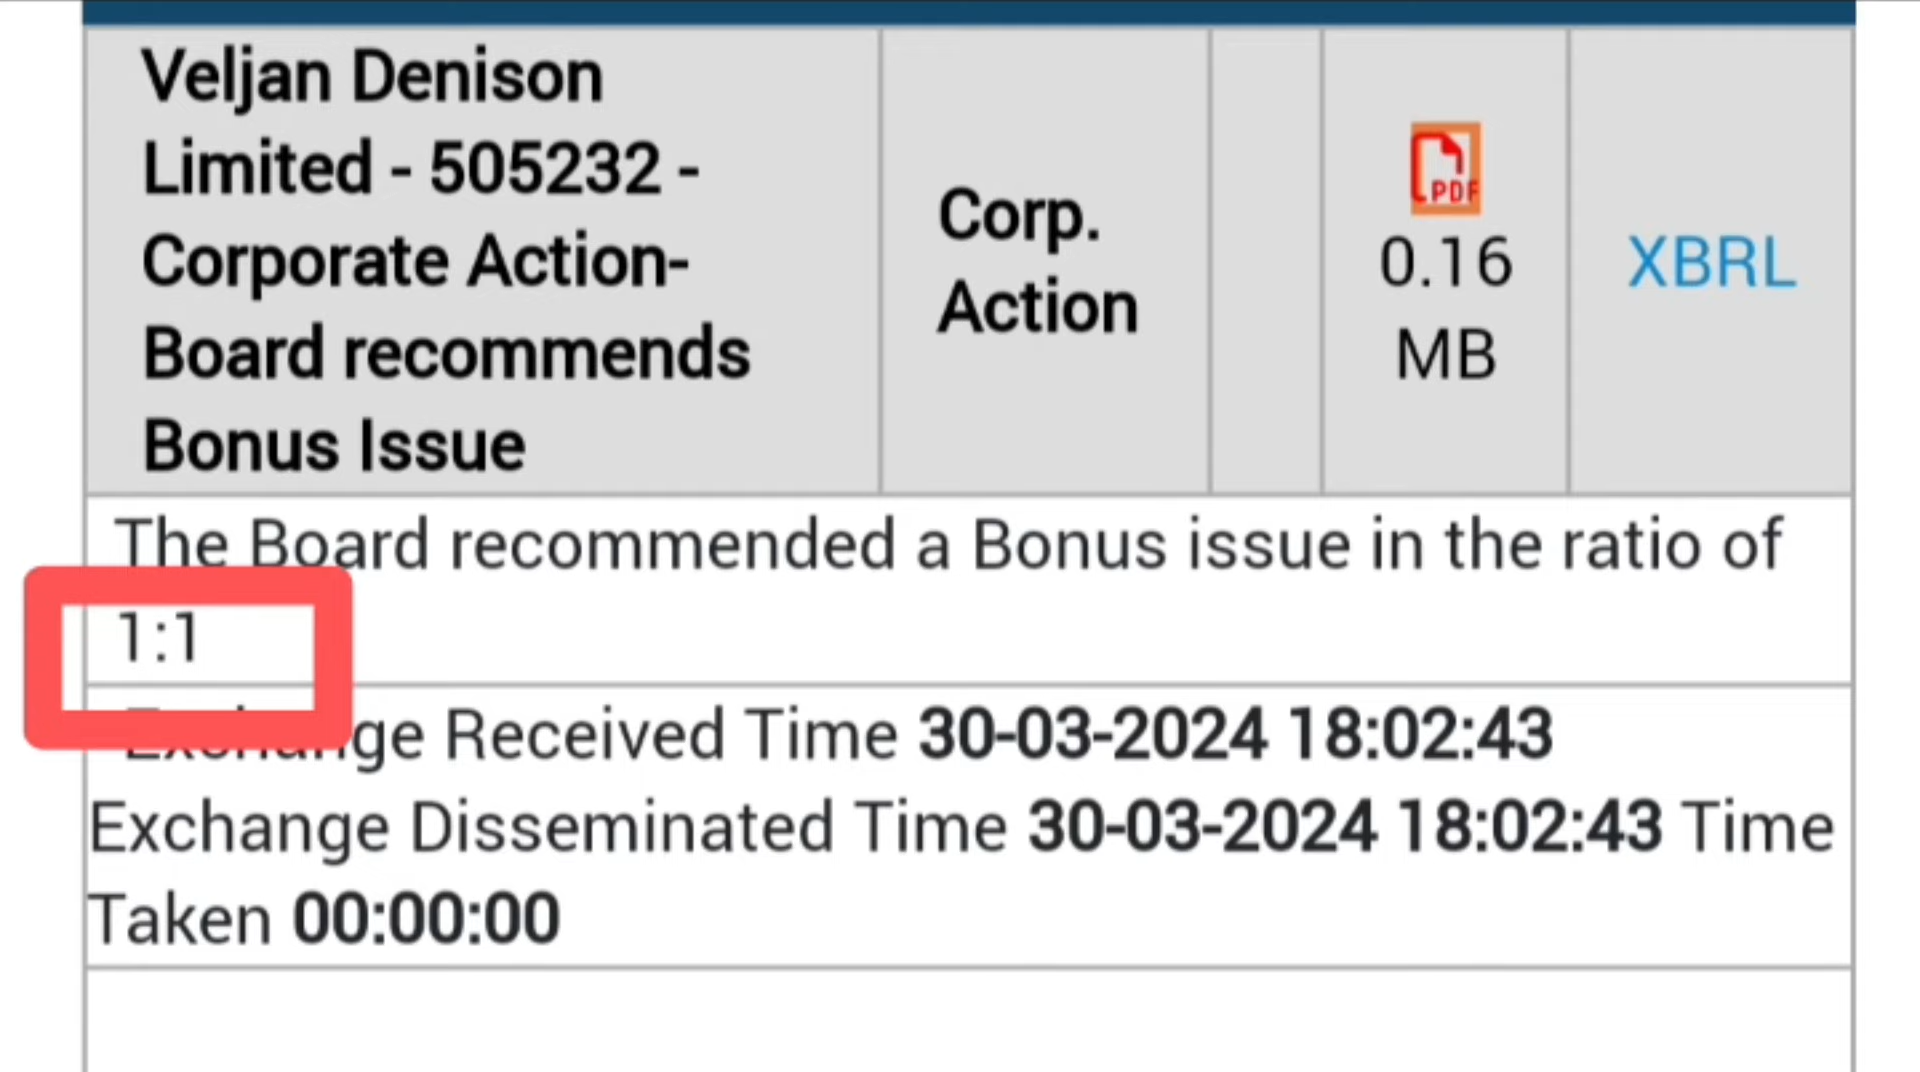 Veljan Denison
Limited - 505232 -
Corporate Action-
Board recommends
Bonus Issue
Corp.
Action
PDF
0.16
MB
XBRL
The Board recommended a Bonus issue in the ratio of
1:1
Exchange Received Time 30-03-2024 18:02:43
Exchange Disseminated Time 30-03-2024 18:02:43 Time
Taken 00:00:00